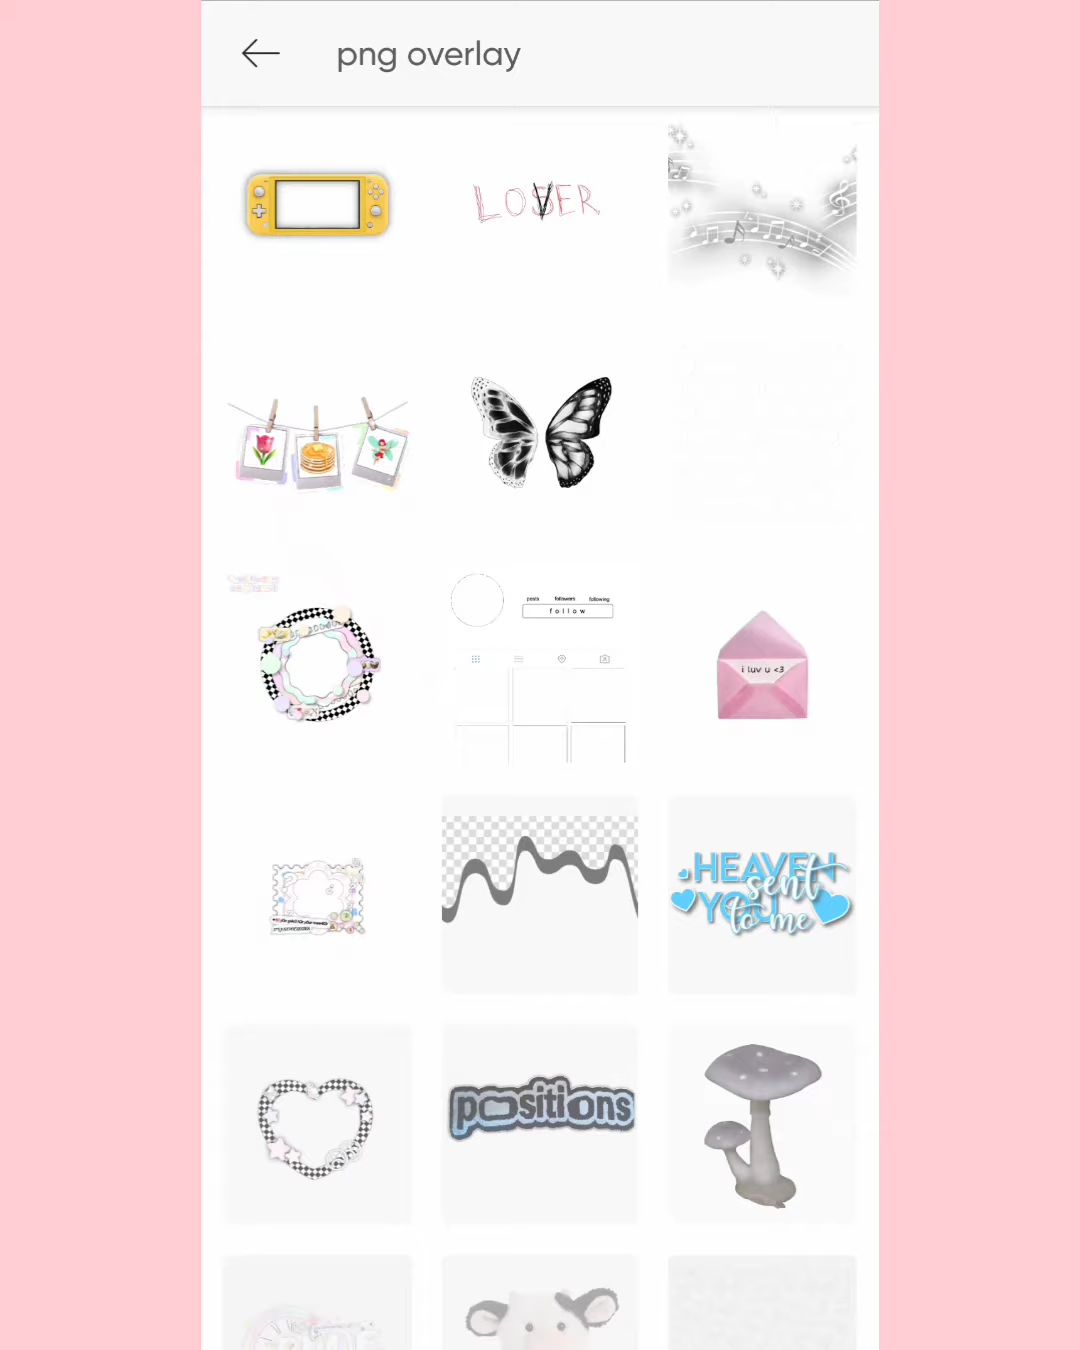 png overlay
LOVER
posts followers following
follow
i luv u <3
HEAVEN
sent
YOU
to me
positions